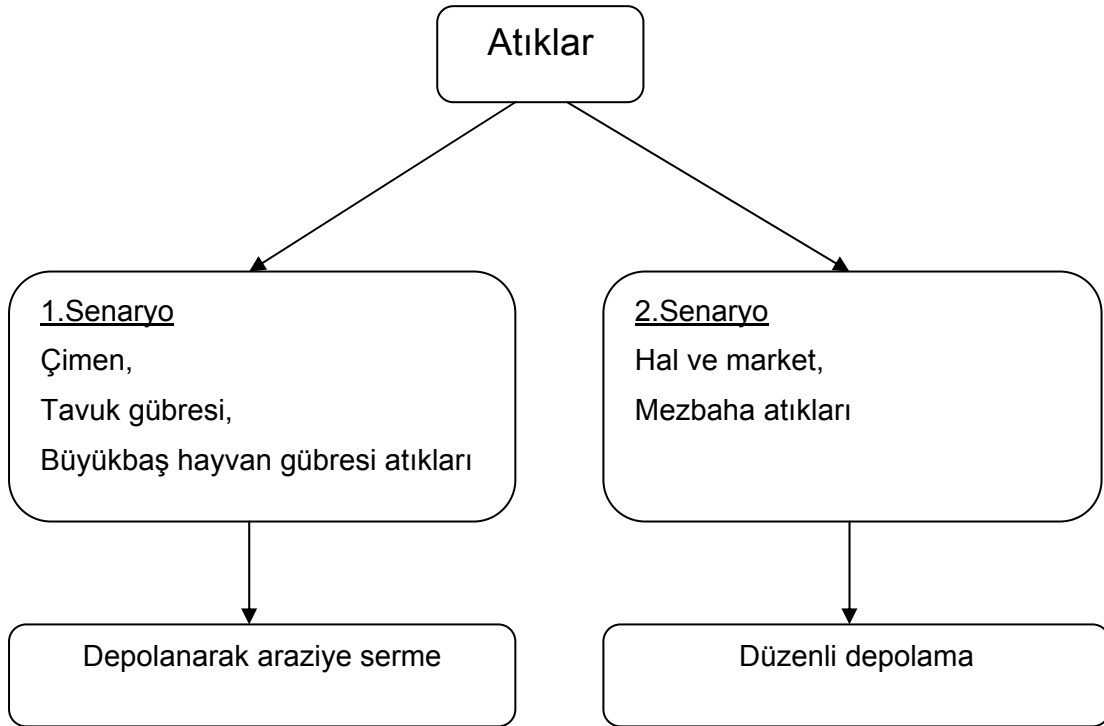 Atıklar
1.Senaryo
Çimen,
Tavuk gübresi,
Büyükbaş hayvan gübresi atıkları
2.Senaryo
Hal ve market,
Mezbaha atıkları
Depolanarak araziye serme
Düzenli depolama